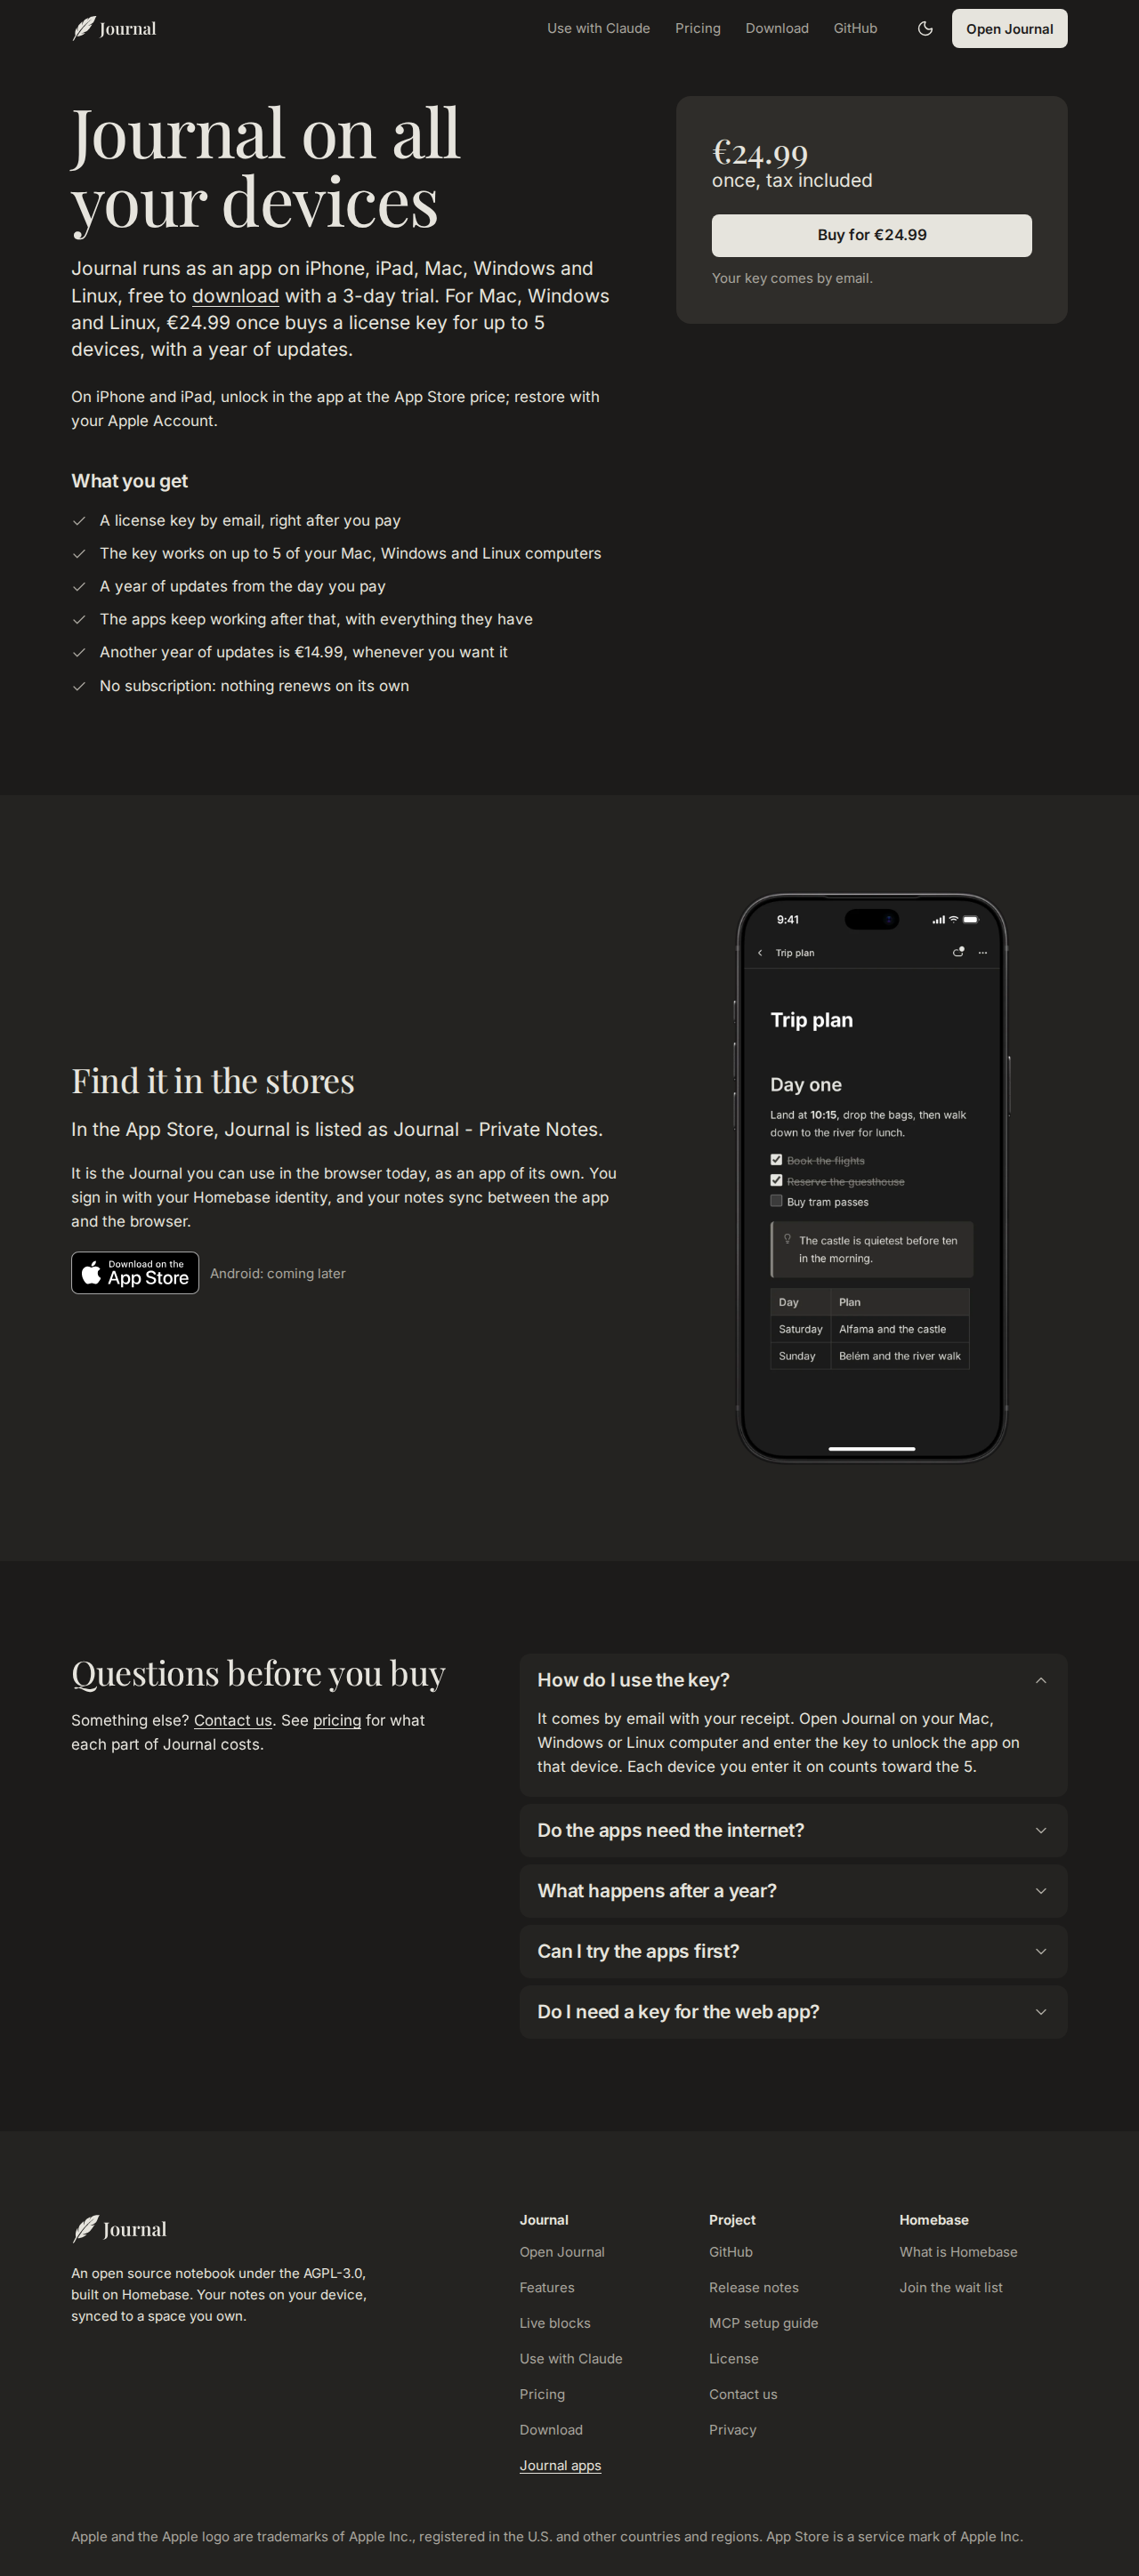 Journal
Use with Claude
Pricing
Download
GitHub
Open Journal
Journal on all
your devices
Journal runs as an app on iPhone, iPad, Mac, Windows and
Linux, free to download with a 3-day trial. For Mac, Windows
and Linux, €24.99 once buys a license key for up to 5
devices, with a year of updates.
On iPhone and iPad, unlock in the app at the App Store price; restore with
your Apple Account.
What you get
A license key by email, right after you pay
The key works on up to 5 of your Mac, Windows and Linux computers
A year of updates from the day you pay
The apps keep working after that, with everything they have
Another year of updates is €14.99, whenever you want it
No subscription: nothing renews on its own
€24.99
once, tax included
Buy for €24.99
Your key comes by email.
Find it in the stores
In the App Store, Journal is listed as Journal - Private Notes.
It is the Journal you can use in the browser today, as an app of its own. You
sign in with your Homebase identity, and your notes sync between the app
and the browser.
Download on the
App Store
Android: coming later
9:41
Trip plan
Trip plan
Day one
Land at 10:15, drop the bags, then walk
down to the river for lunch.
Book the flights
Reserve the guesthouse
Buy tram passes
The castle is quietest before ten
in the morning.
Day Plan
Saturday Alfama and the castle
Sunday Belém and the river walk
Questions before you buy
Something else? Contact us. See pricing for what
each part of Journal costs.
How do I use the key?
It comes by email with your receipt. Open Journal on your Mac,
Windows or Linux computer and enter the key to unlock the app on
that device. Each device you enter it on counts toward the 5.
Do the apps need the internet?
What happens after a year?
Can I try the apps first?
Do I need a key for the web app?
Journal
An open source notebook under the AGPL-3.0,
built on Homebase. Your notes on your device,
synced to a space you own.
Journal
Open Journal
Features
Live blocks
Use with Claude
Pricing
Download
Journal apps
Project
GitHub
Release notes
MCP setup guide
License
Contact us
Privacy
Homebase
What is Homebase
Join the wait list
Apple and the Apple logo are trademarks of Apple Inc., registered in the U.S. and other countries and regions. App Store is a service mark of Apple Inc.